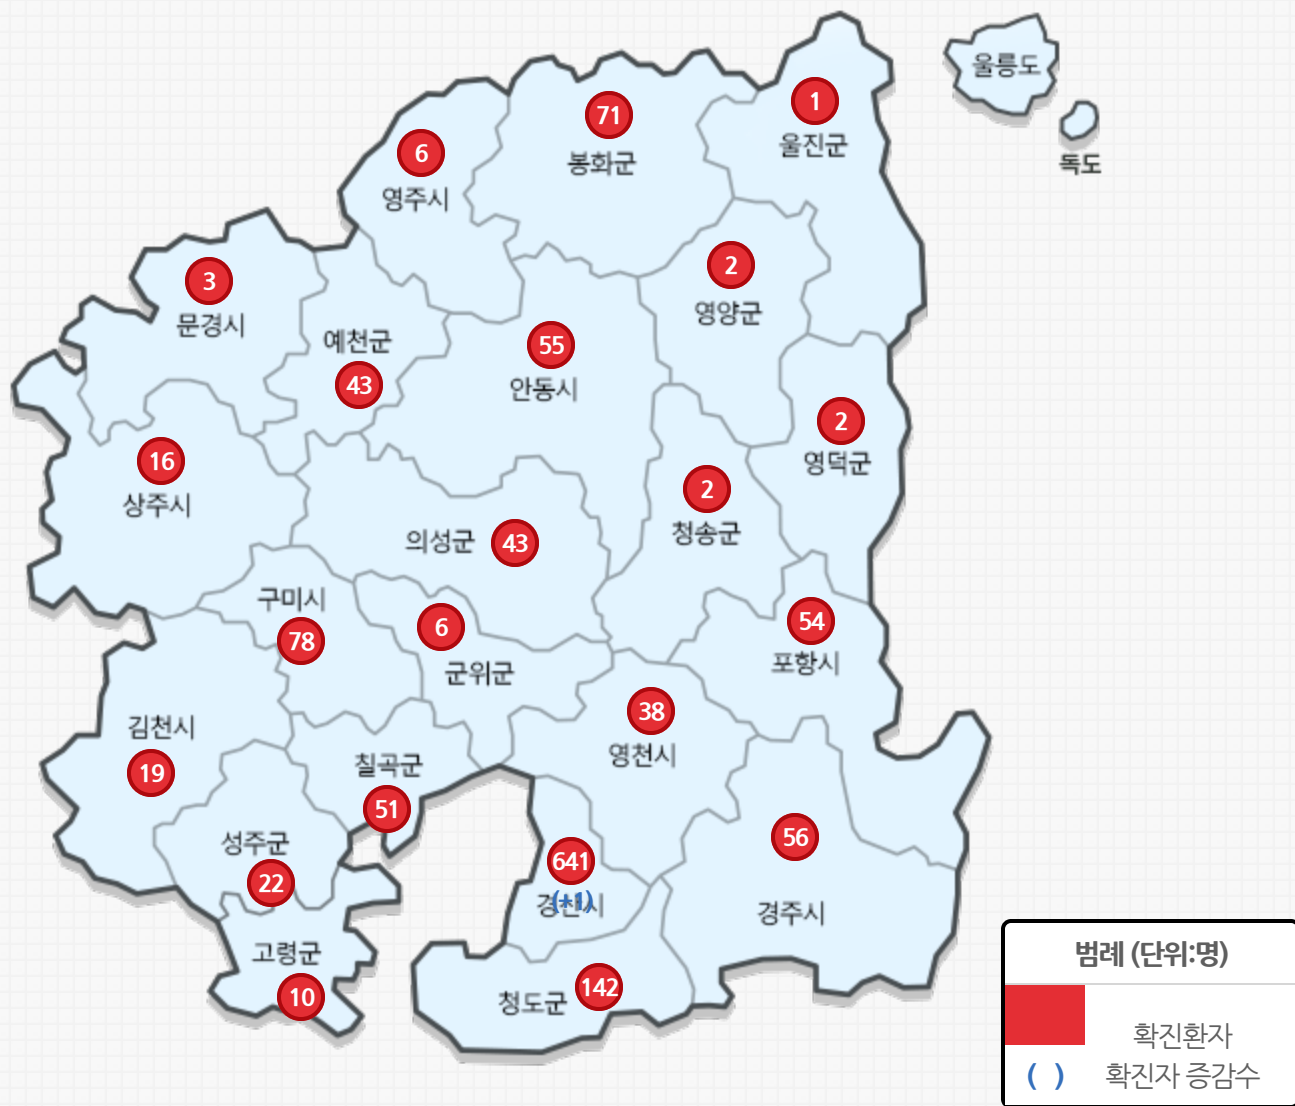 울릉도
독도
1
울진군
71
봉화군
6
영주시
3
문경시
예천군
43
2
영양군
55
안동시
2
영덕군
16
상주시
2
청송군
의성군 43
구미시
78
6
군위군
54
포항시
김천시
19
38
영천시
칠곡군
51
성주군
22
56
경주시
641
경산시
(+1)
고령군
10
청도군 142
범례 (단위:명)
확진환자
( ) 확진자 증감수